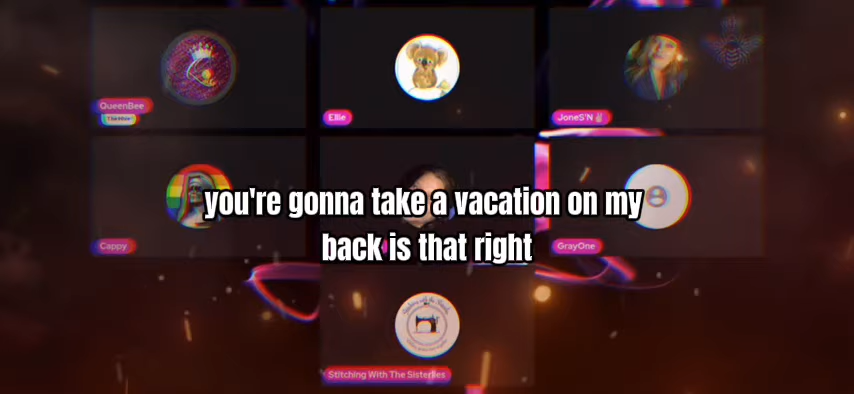 QueenBee
Ellie
JoneS'N
you're gonna take a vacation on my
back is that right
Cappy
GrayOne
Stitching With The Sisterlies